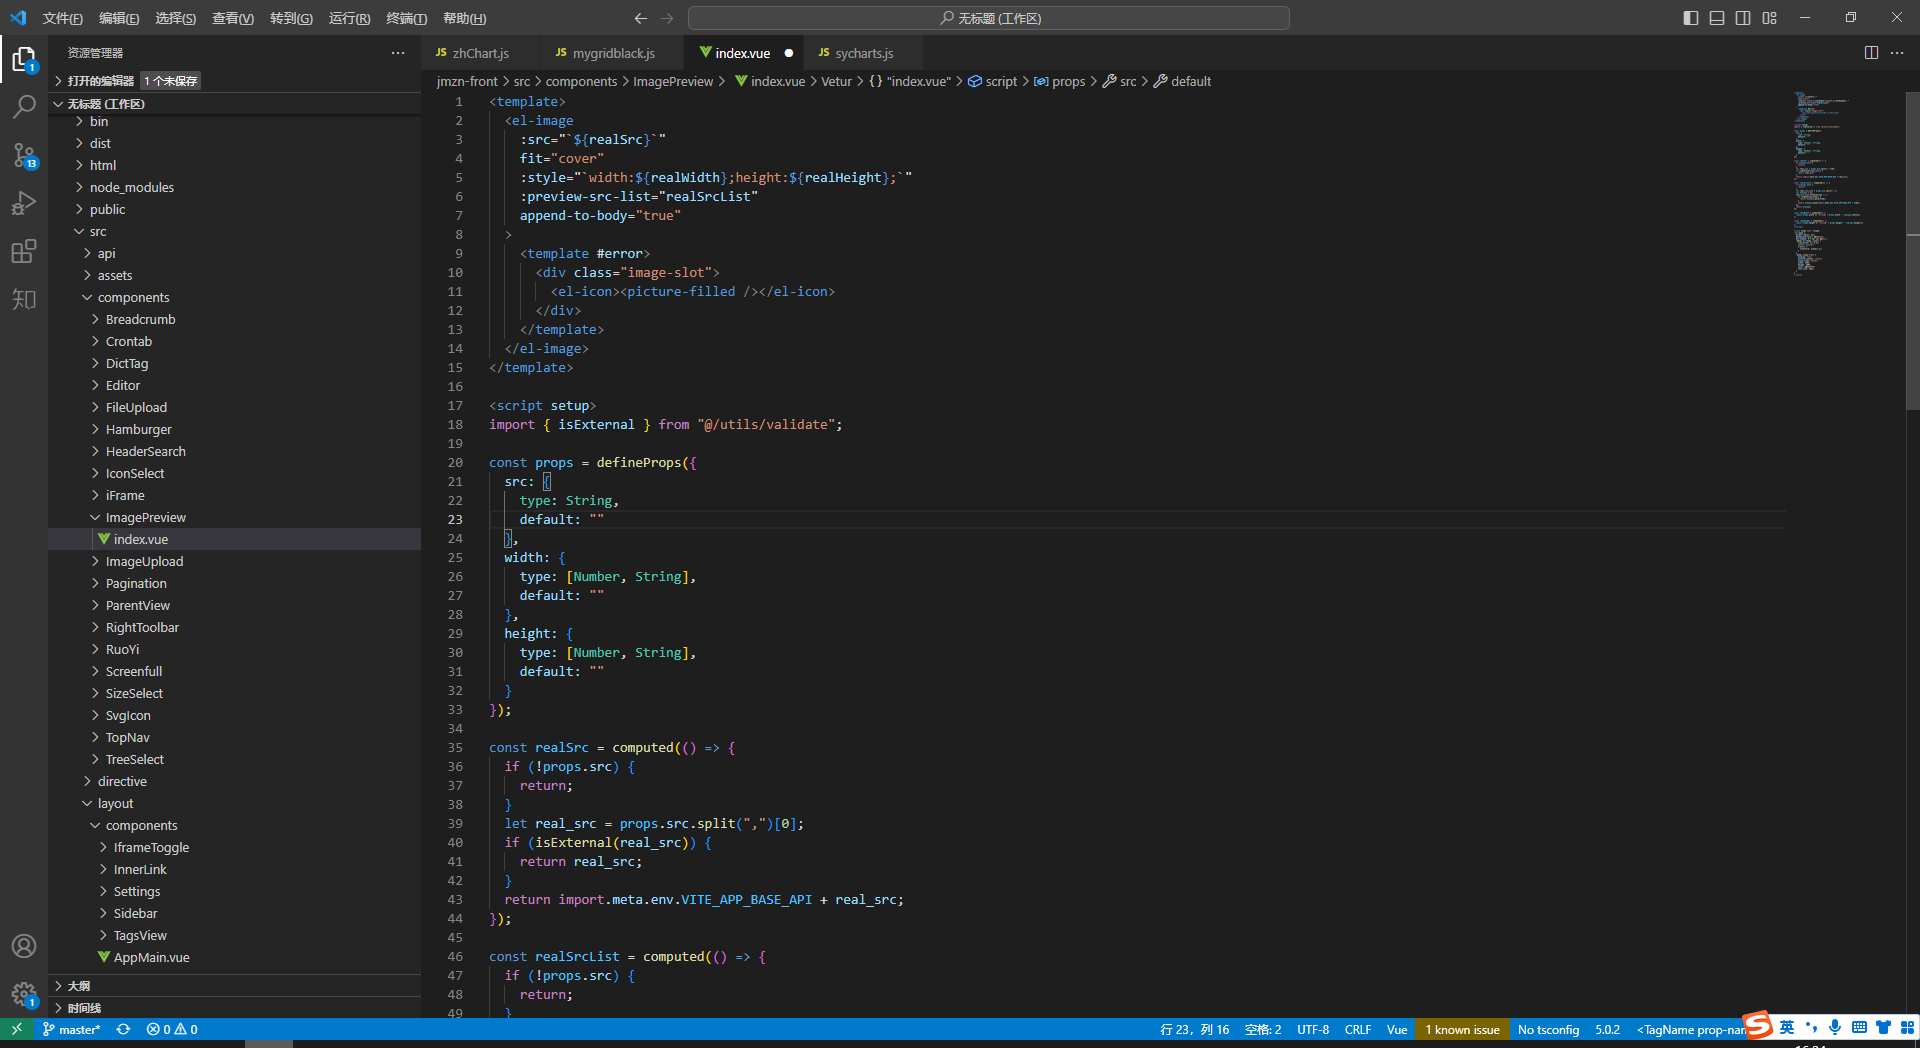 文件(F) 编辑(E) 选择(S) 查看(V) 转到(G) 运行(R) 终端(T) 帮助(H)
无标题 (工作区)
资源管理器
打开的编辑器 1 个未保存
无标题 (工作区)
bin
dist
html
node_modules
public
src
api
assets
components
Breadcrumb
Crontab
DictTag
Editor
FileUpload
Hamburger
HeaderSearch
IconSelect
iFrame
ImagePreview
index.vue
ImageUpload
Pagination
ParentView
RightToolbar
RuoYi
Screenfull
SizeSelect
SvgIcon
TopNav
TreeSelect
directive
layout
components
IframeToggle
InnerLink
Settings
Sidebar
TagsView
AppMain.vue
大纲
时间线
1
13
知
1
JS zhChart.js JS mygridblack.js index.vue JS sycharts.js
jmzn-front > src > components > ImagePreview > index.vue > Vetur > {} "index.vue" > script > props > src > default
1 <template>
2 <el-image
3 :src="`${realSrc}`"
4 fit="cover"
5 :style="`width:${realWidth};height:${realHeight};`"
6 :preview-src-list="realSrcList"
7 append-to-body="true"
8 >
9 <template #error>
10 <div class="image-slot">
11 <el-icon><picture-filled /></el-icon>
12 </div>
13 </template>
14 </el-image>
15 </template>
16
17 <script setup>
18 import { isExternal } from "@/utils/validate";
19
20 const props = defineProps({
21 src: {
22 type: String,
23 default: ""
24 },
25 width: {
26 type: [Number, String],
27 default: ""
28 },
29 height: {
30 type: [Number, String],
31 default: ""
32 }
33 });
34
35 const realSrc = computed(() => {
36 if (!props.src) {
37 return;
38 }
39 let real_src = props.src.split(",")[0];
40 if (isExternal(real_src)) {
41 return real_src;
42 }
43 return import.meta.env.VITE_APP_BASE_API + real_src;
44 });
45
46 const realSrcList = computed(() => {
47 if (!props.src) {
48 return;
49 }
master* 0 0 行 23，列 16 空格: 2 UTF-8 CRLF Vue 1 known issue No tsconfig 5.0.2 <TagName prop-nam
S 英